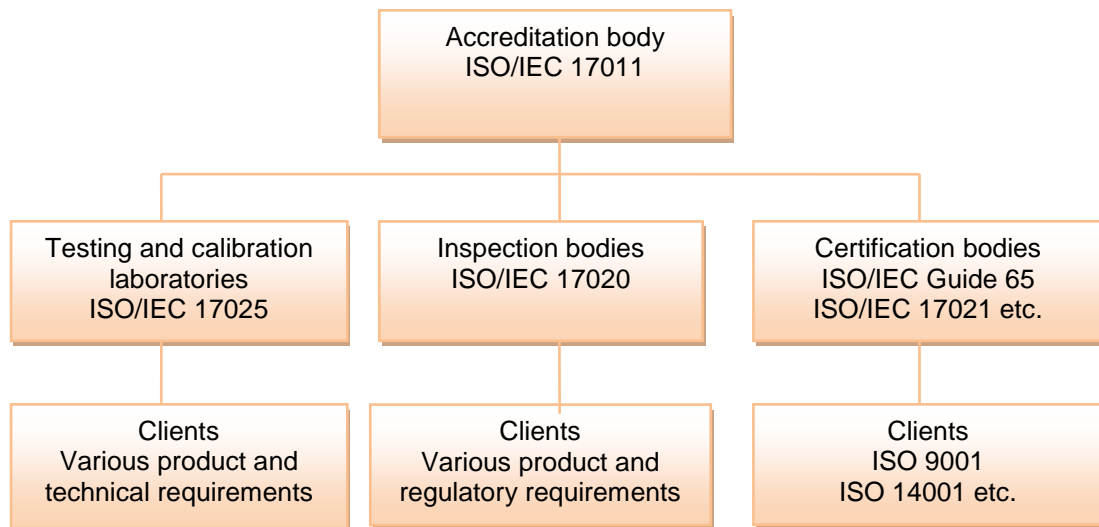 Accreditation body
ISO/IEC 17011
Testing and calibration
laboratories
ISO/IEC 17025
Inspection bodies
ISO/IEC 17020
Certification bodies
ISO/IEC Guide 65
ISO/IEC 17021 etc.
Clients
Various product and
technical requirements
Clients
Various product and
regulatory requirements
Clients
ISO 9001
ISO 14001 etc.